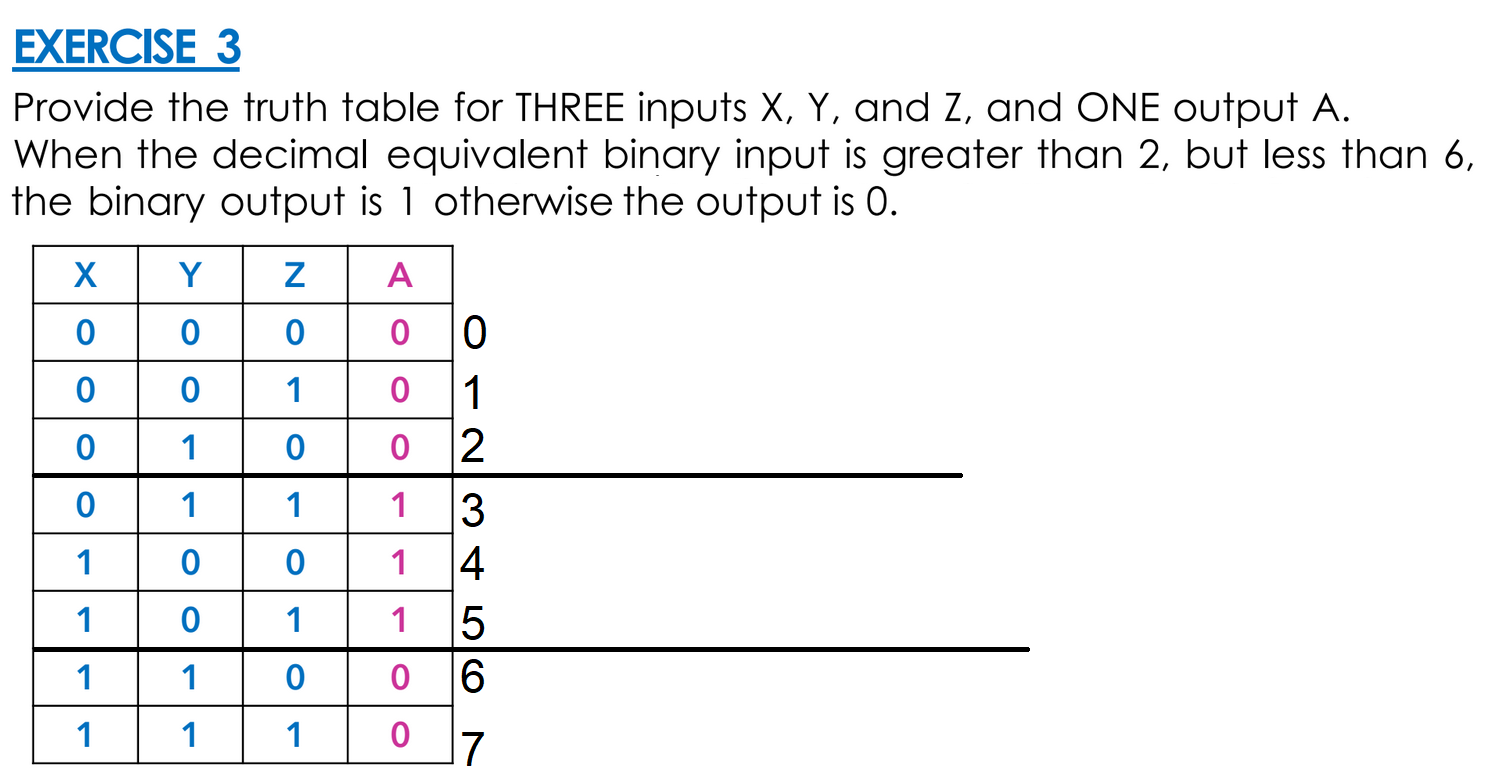 EXERCISE 3
Provide the truth table for THREE inputs X, Y, and Z, and ONE output A.
When the decimal equivalent binary input is greater than 2, but less than 6,
the binary output is 1 otherwise the output is 0.
X Y Z A
0 0 0 0 0
0 0 1 0 1
0 1 0 0 2
0 1 1 1 3
1 0 0 1 4
1 0 1 1 5
1 1 0 0 6
1 1 1 0 7